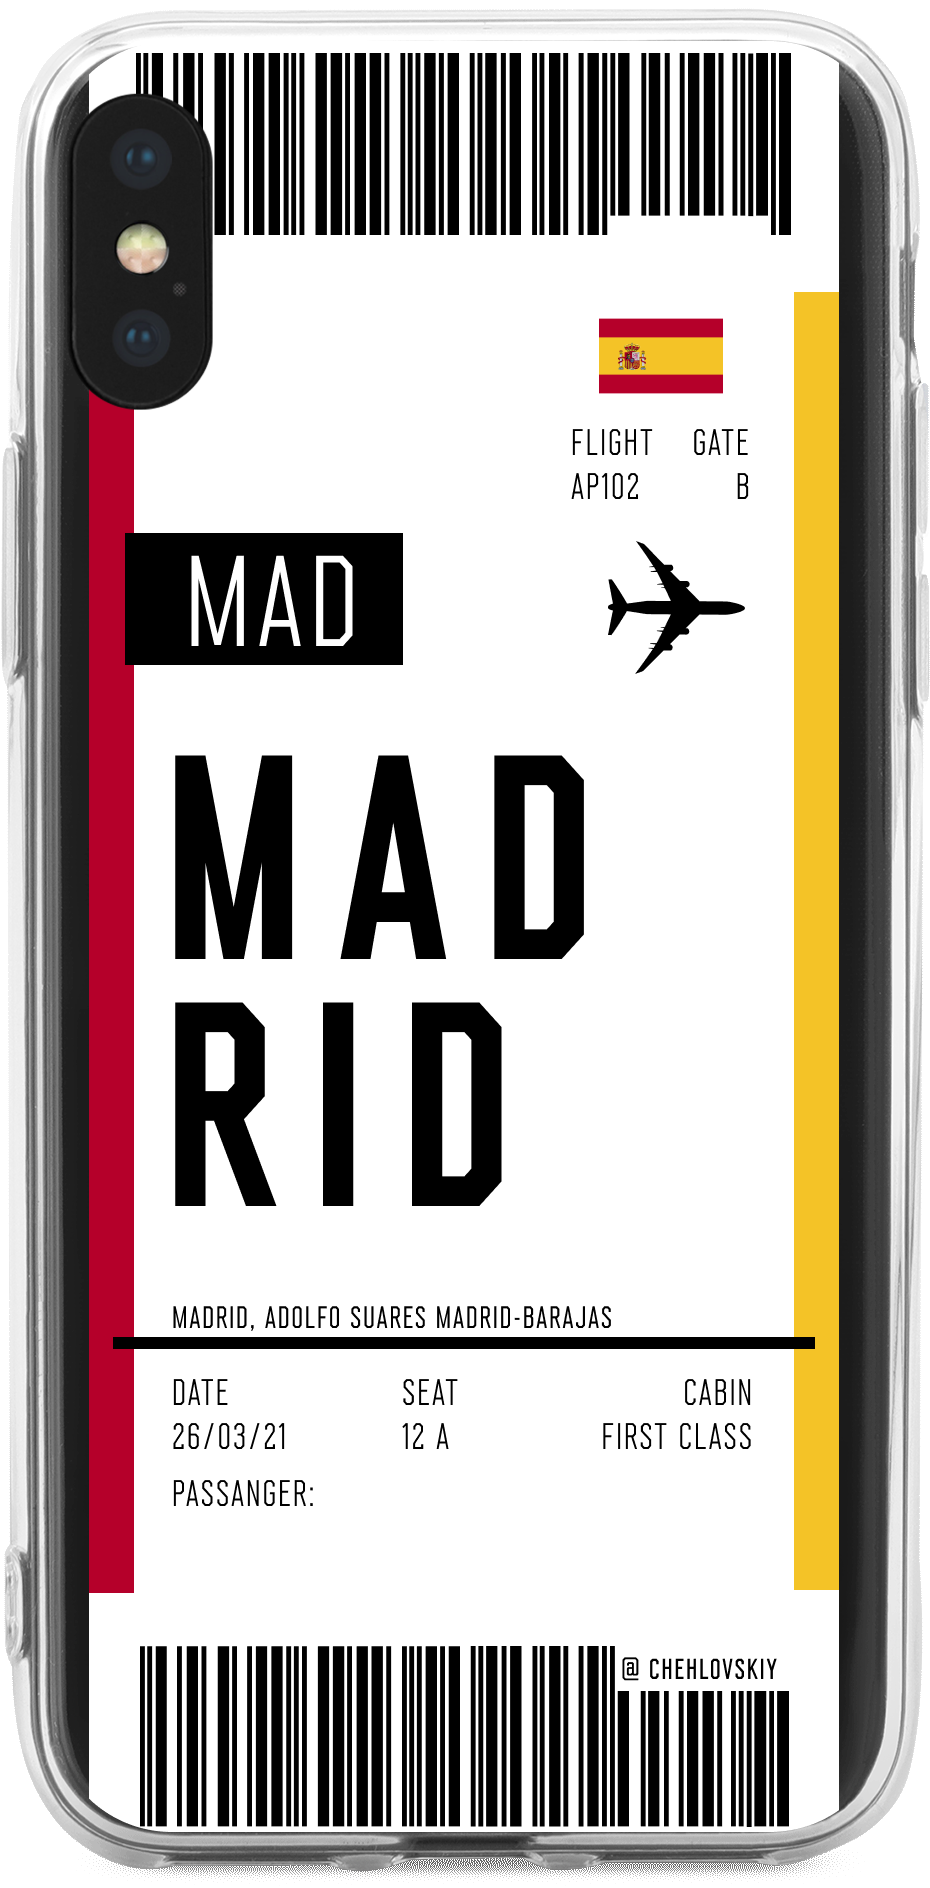 FLIGHT GATE
AP102 B
MAD
MAD
RID
MADRID, ADOLFO SUARES MADRID-BARAJAS
DATE SEAT CABIN
26/03/21 12 A FIRST CLASS
PASSANGER:
@ CHEHLOVSKIY